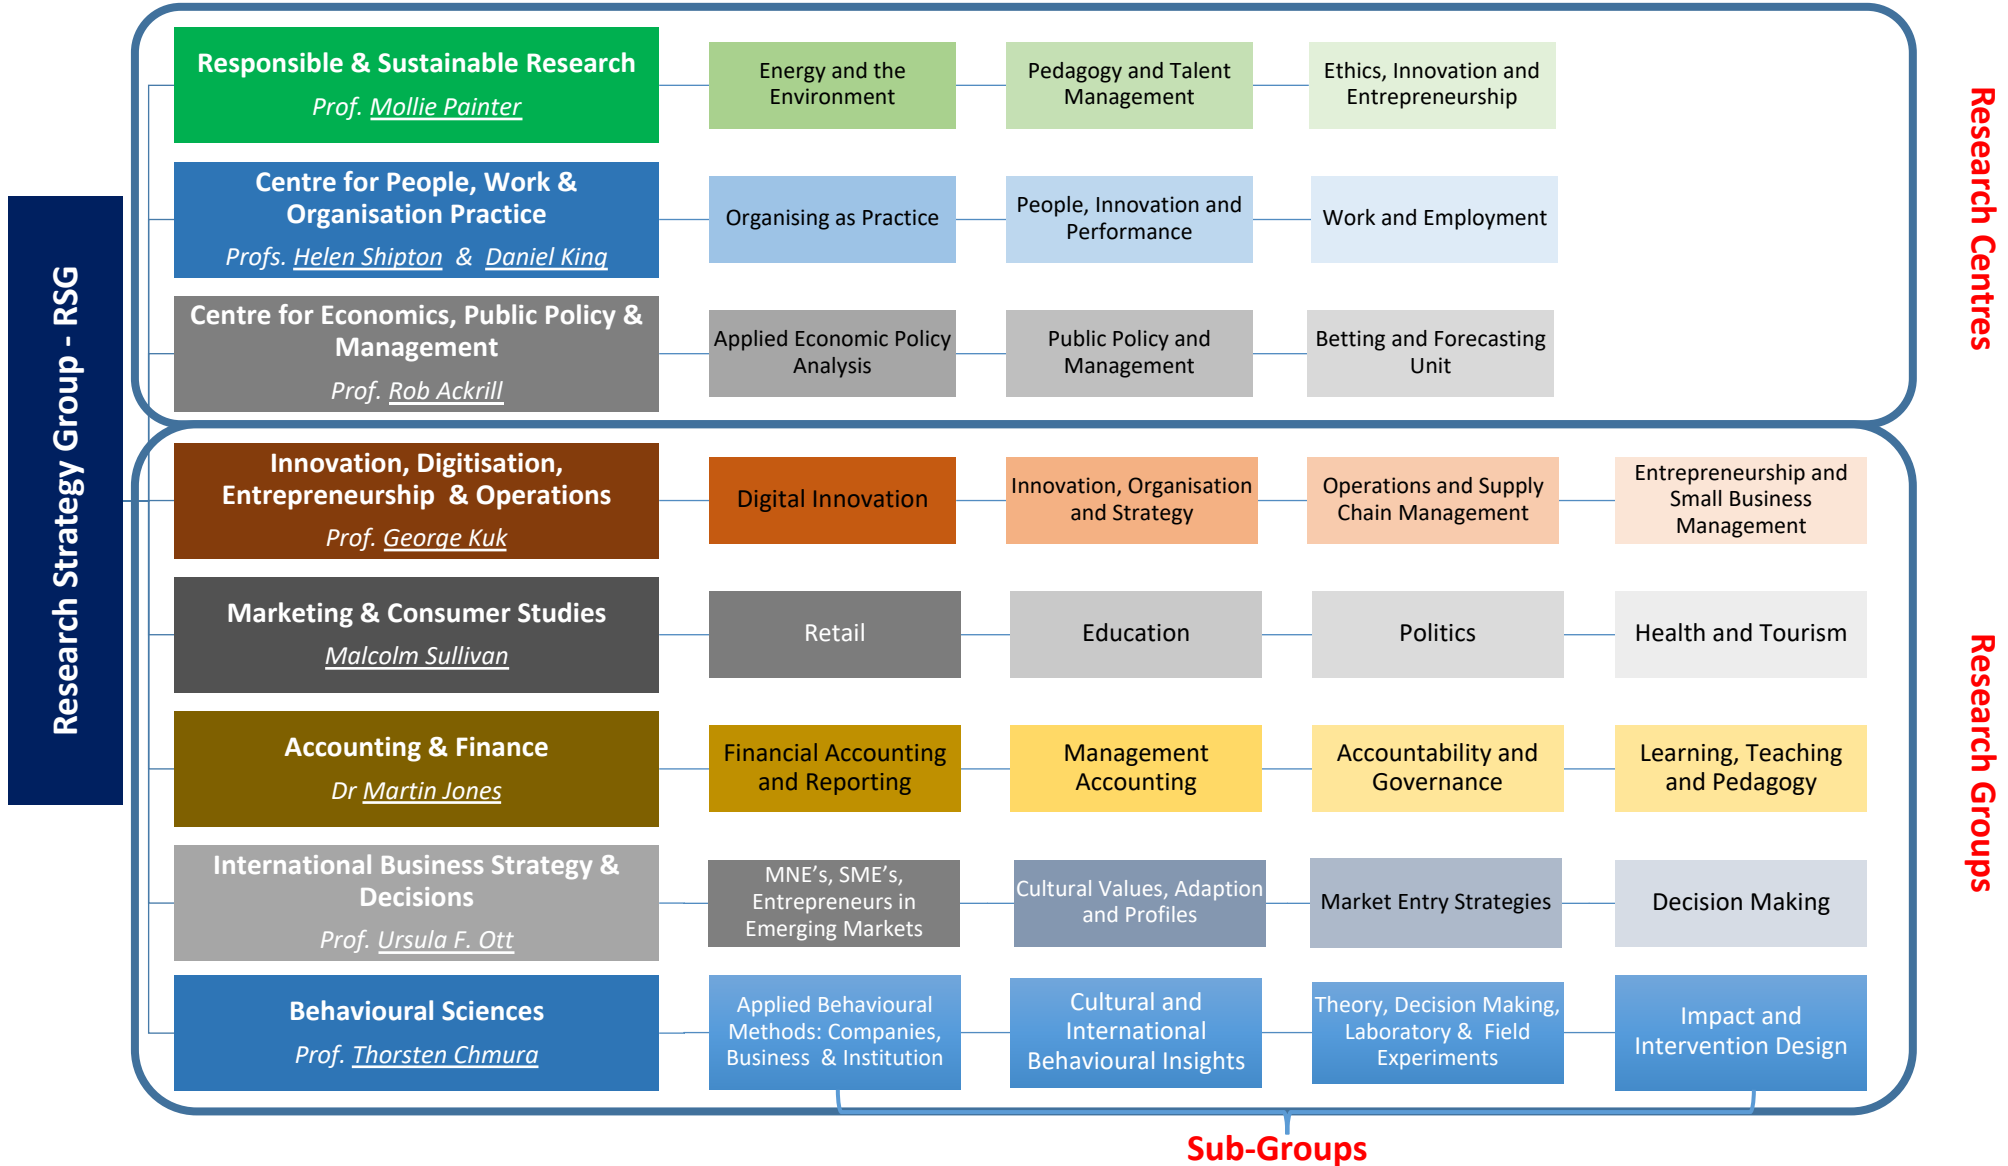 Research Strategy Group - RSG
Responsible & Sustainable Research
Prof. Mollie Painter
Energy and the
Environment
Pedagogy and Talent
Management
Ethics, Innovation and
Entrepreneurship
Centre for People, Work &
Organisation Practice
Profs. Helen Shipton & Daniel King
Organising as Practice
People, Innovation and
Performance
Work and Employment
Centre for Economics, Public Policy &
Management
Prof. Rob Ackrill
Applied Economic Policy
Analysis
Public Policy and
Management
Betting and Forecasting
Unit
Research Centres
Innovation, Digitisation,
Entrepreneurship & Operations
Prof. George Kuk
Digital Innovation
Innovation, Organisation
and Strategy
Operations and Supply
Chain Management
Entrepreneurship and
Small Business
Management
Marketing & Consumer Studies
Malcolm Sullivan
Retail
Education
Politics
Health and Tourism
Accounting & Finance
Dr Martin Jones
Financial Accounting
and Reporting
Management
Accounting
Accountability and
Governance
Learning, Teaching
and Pedagogy
International Business Strategy &
Decisions
Prof. Ursula F. Ott
MNE's, SME's,
Entrepreneurs in
Emerging Markets
Cultural Values, Adaption
and Profiles
Market Entry Strategies
Decision Making
Behavioural Sciences
Prof. Thorsten Chmura
Applied Behavioural
Methods: Companies,
Business & Institution
Cultural and
International
Behavioural Insights
Theory, Decision Making,
Laboratory & Field
Experiments
Impact and
Intervention Design
Research Groups
Sub-Groups